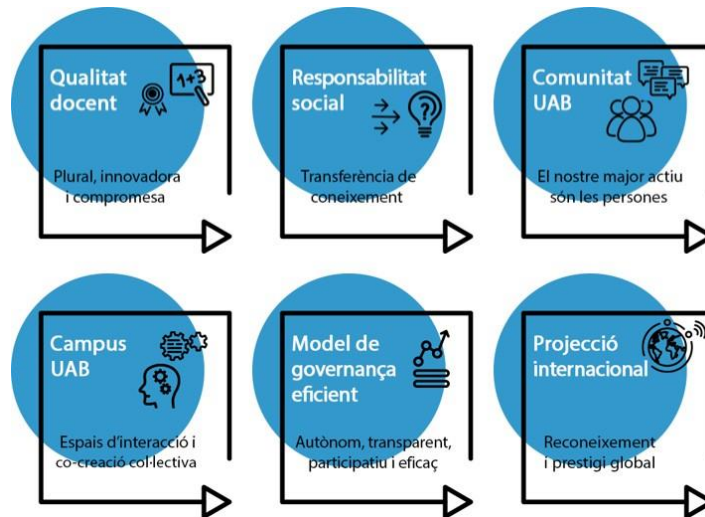 Qualitat
docent
1+3
Plural, innovadora
i compromesa
Responsabilitat
social
?
Transferència de
coneixement
Comunitat
UAB
El nostre major actiu
són les persones
Campus
UAB
Espais d'interacció i
co-creació col·lectiva
Model de
governança
eficient
Autònom, transparent,
participatiu i eficaç
Projecció
internacional
Reconeixement
i prestigi global